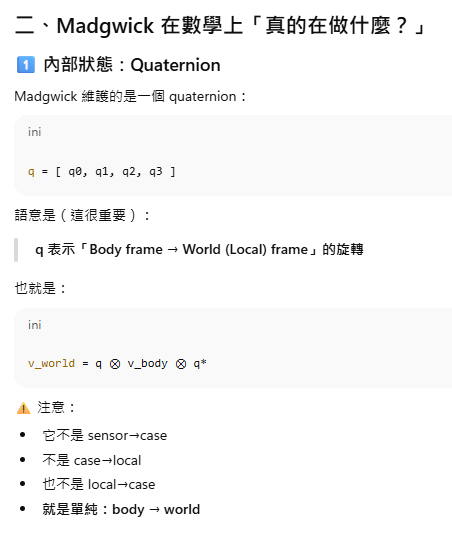 二、Madgwick 在數學上「真的在做什麼？」
1 內部狀態：Quaternion
Madgwick 維護的是一個 quaternion：
ini
q = [ q0, q1, q2, q3 ]
語意是（這很重要）：
q 表示「Body frame → World (Local) frame」的旋轉
也就是：
ini
v_world = q ⊗ v_body ⊗ q*
⚠️ 注意：
• 它不是 sensor→case
• 不是 case→local
• 也不是 local→case
• 就是單純：body → world